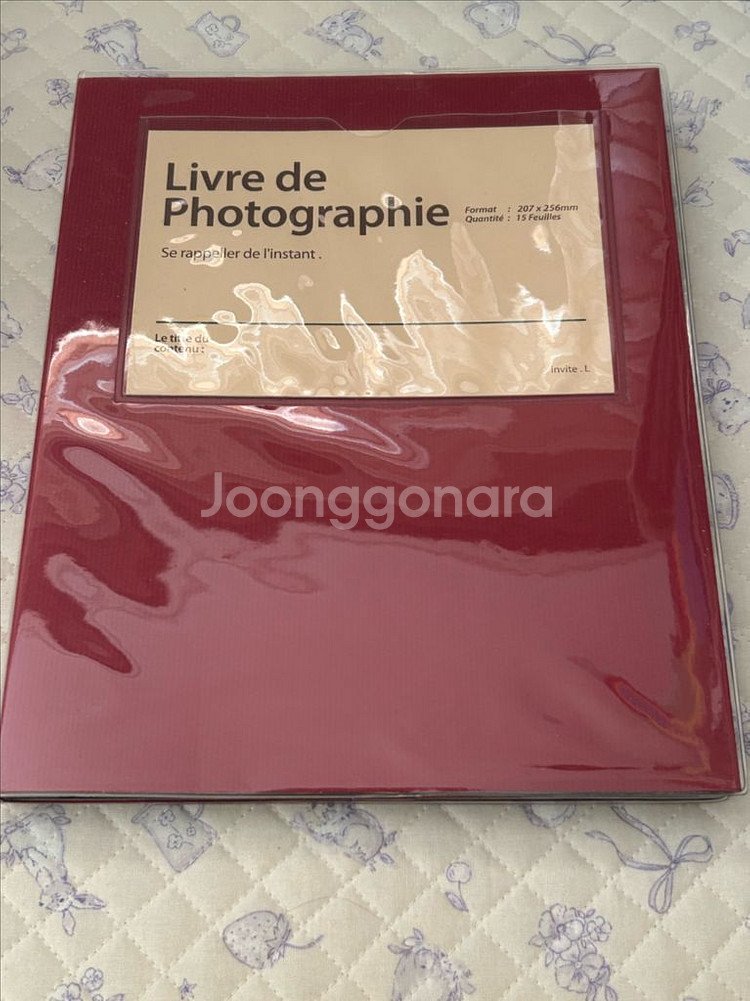 Livre de
Photographie
Format : 207 x 256mm
Quantité : 15 Feuilles
Se rappeller de l'instant .
Le titre du
contenu :
invite . L
Joonggonara